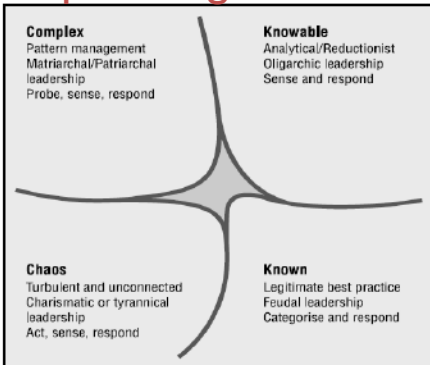 Complex
Pattern management
Matriarchal/Patriarchal
leadership
Probe, sense, respond
Knowable
Analytical/Reductionist
Oligarchic leadership
Sense and respond
Chaos
Turbulent and unconnected
Charismatic or tyrannical
leadership
Act, sense, respond
Known
Legitimate best practice
Feudal leadership
Categorise and respond